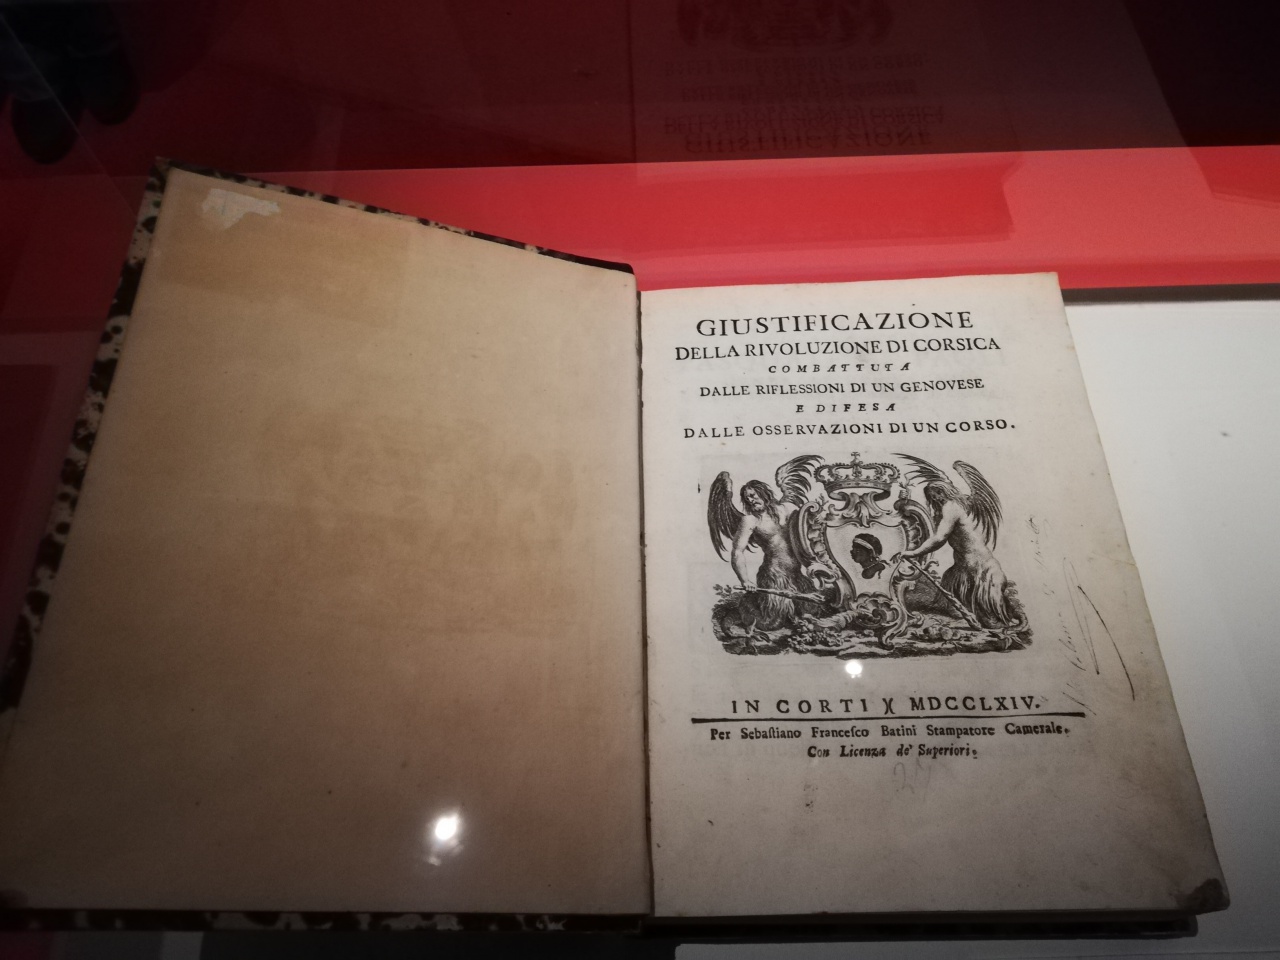 GIUSTIFICAZIONE
DELLA RIVOLUZIONE DI CORSICA
COMBATTUTA
DALLE RIFLESSIONI DI UN GENOVESE
E DIFESA
DALLE OSSERVAZIONI DI UN CORSO.
IN CORTI )( MDCCLXIV.
Per Sebaſtiano Franceſco Batini Stampatore Camerale.
Con Licenza de' Superiori.